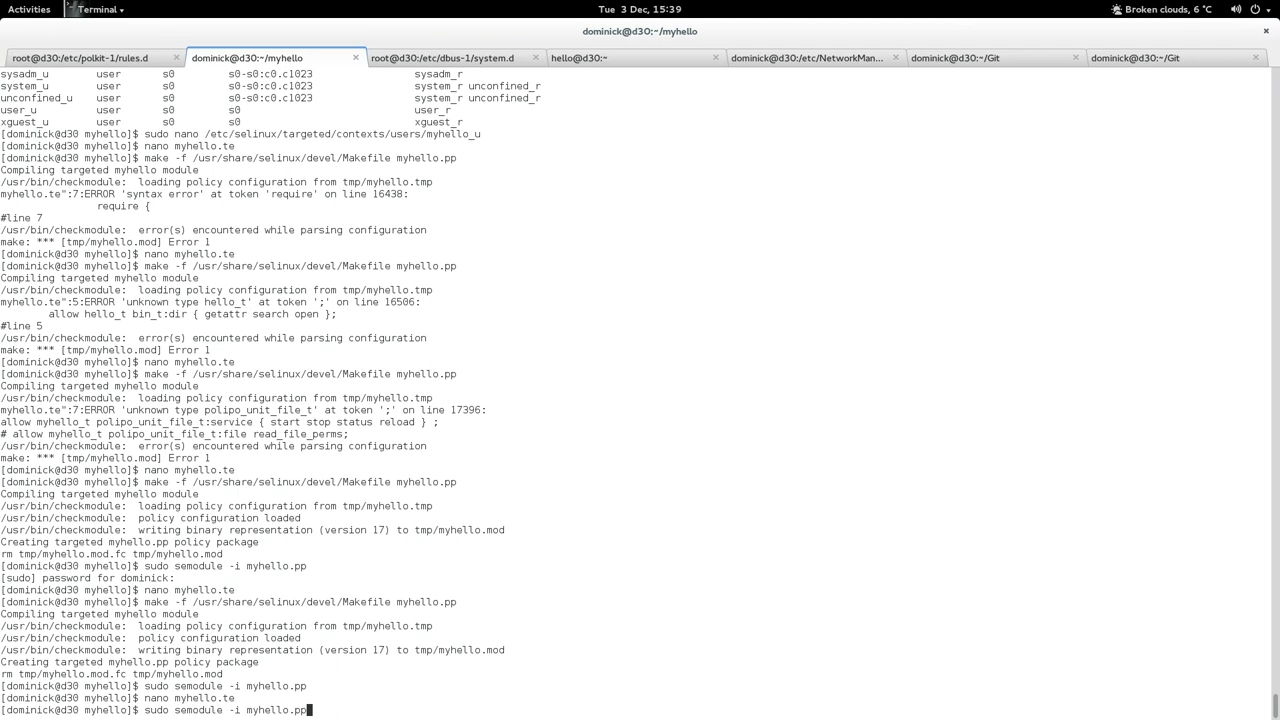 Activities Terminal Tue 3 Dec, 15:39 Broken clouds, 6 °C
dominick@d30:~/myhello ×
root@d30:/etc/polkit-1/rules.d × dominick@d30:~/myhello × root@d30:/etc/dbus-1/system.d × hello@d30:~ × dominick@d30:/etc/NetworkMan... × dominick@d30:~/Git × dominick@d30:~/Git ×
sysadm_u user s0 s0-s0:c0.c1023 sysadm_r
system_u user s0 s0-s0:c0.c1023 system_r unconfined_r
unconfined_u user s0 s0-s0:c0.c1023 system_r unconfined_r
user_u user s0 s0 user_r
xguest_u user s0 s0 xguest_r
[dominick@d30 myhello]$ sudo nano /etc/selinux/targeted/contexts/users/myhello_u
[dominick@d30 myhello]$ nano myhello.te
[dominick@d30 myhello]$ make -f /usr/share/selinux/devel/Makefile myhello.pp
Compiling targeted myhello module
/usr/bin/checkmodule: loading policy configuration from tmp/myhello.tmp
myhello.te":7:ERROR 'syntax error' at token 'require' on line 16438:
require {
#line 7
/usr/bin/checkmodule: error(s) encountered while parsing configuration
make: *** [tmp/myhello.mod] Error 1
[dominick@d30 myhello]$ nano myhello.te
[dominick@d30 myhello]$ make -f /usr/share/selinux/devel/Makefile myhello.pp
Compiling targeted myhello module
/usr/bin/checkmodule: loading policy configuration from tmp/myhello.tmp
myhello.te":5:ERROR 'unknown type hello_t' at token ';' on line 16506:
allow hello_t bin_t:dir { getattr search open };
#line 5
/usr/bin/checkmodule: error(s) encountered while parsing configuration
make: *** [tmp/myhello.mod] Error 1
[dominick@d30 myhello]$ nano myhello.te
[dominick@d30 myhello]$ make -f /usr/share/selinux/devel/Makefile myhello.pp
Compiling targeted myhello module
/usr/bin/checkmodule: loading policy configuration from tmp/myhello.tmp
myhello.te":7:ERROR 'unknown type polipo_unit_file_t' at token ';' on line 17396:
allow myhello_t polipo_unit_file_t:service { start stop status reload } ;
# allow myhello_t polipo_unit_file_t:file read_file_perms;
/usr/bin/checkmodule: error(s) encountered while parsing configuration
make: *** [tmp/myhello.mod] Error 1
[dominick@d30 myhello]$ nano myhello.te
[dominick@d30 myhello]$ make -f /usr/share/selinux/devel/Makefile myhello.pp
Compiling targeted myhello module
/usr/bin/checkmodule: loading policy configuration from tmp/myhello.tmp
/usr/bin/checkmodule: policy configuration loaded
/usr/bin/checkmodule: writing binary representation (version 17) to tmp/myhello.mod
Creating targeted myhello.pp policy package
rm tmp/myhello.mod.fc tmp/myhello.mod
[dominick@d30 myhello]$ sudo semodule -i myhello.pp
[sudo] password for dominick:
[dominick@d30 myhello]$ nano myhello.te
[dominick@d30 myhello]$ make -f /usr/share/selinux/devel/Makefile myhello.pp
Compiling targeted myhello module
/usr/bin/checkmodule: loading policy configuration from tmp/myhello.tmp
/usr/bin/checkmodule: policy configuration loaded
/usr/bin/checkmodule: writing binary representation (version 17) to tmp/myhello.mod
Creating targeted myhello.pp policy package
rm tmp/myhello.mod.fc tmp/myhello.mod
[dominick@d30 myhello]$ sudo semodule -i myhello.pp
[dominick@d30 myhello]$ nano myhello.te
[dominick@d30 myhello]$ sudo semodule -i myhello.pp